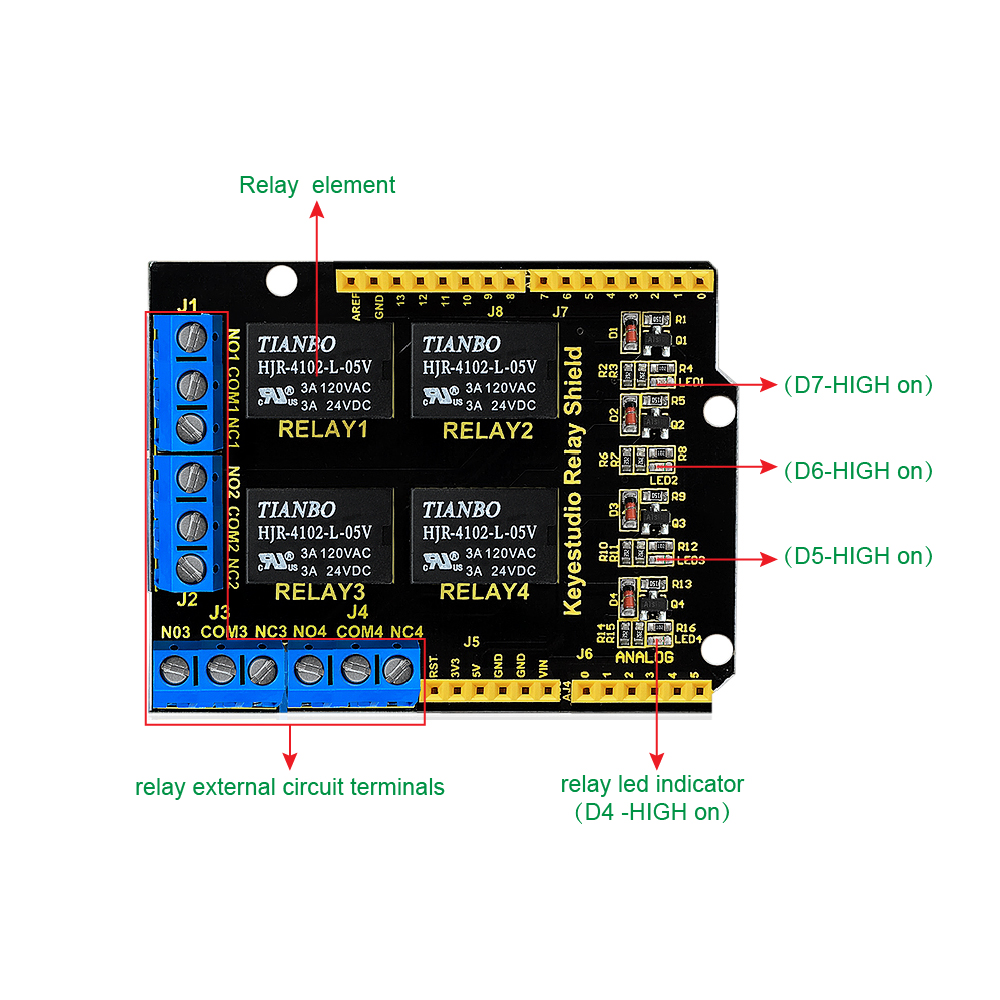 Relay element
AREF
GND
13
12
11
10
9
8
7
6
5
4
3
2
1
0
J8
J7
J1
NO1 COM1 NC1
NO2 COM2 NC2
J2
TIANBO
HJR-4102-L-05V
3A 120VAC
c US ® 3A 24VDC
RELAY1
TIANBO
HJR-4102-L-05V
3A 120VAC
c US ® 3A 24VDC
RELAY2
TIANBO
HJR-4102-L-05V
3A 120VAC
c US ® 3A 24VDC
RELAY3
TIANBO
HJR-4102-L-05V
3A 120VAC
c US ® 3A 24VDC
RELAY4
Keyestudio Relay Shield
D1
R1
Q1
R2
R3
R4
LED1
(D7-HIGH on)
D2
R5
Q2
R6
R7
R8
LED2
(D6-HIGH on)
D3
R9
Q3
R10
R11
R12
LED3
(D5-HIGH on)
D4
R13
Q4
R14
R15
R16
LED4
J3
J4
N03 COM3 NC3 NO4 COM4 NC4
J5
RST
3V3
5V
GND
GND
VIN
J6
ANALOG
AJ4
0
1
2
3
4
5
relay external circuit terminals
relay led indicator
(D4 -HIGH on)